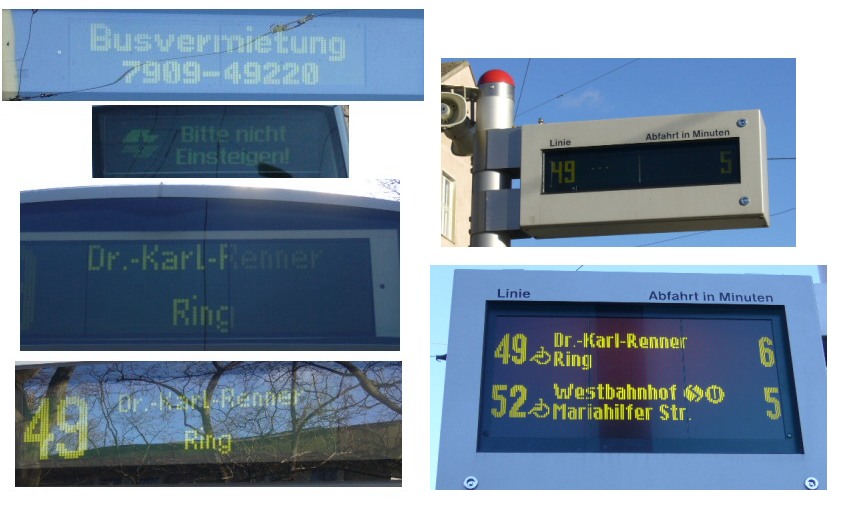 Busvermietung
7909-49220
Bitte nicht
Einsteigen!
Dr.-Karl-Renner
Ring
49 Dr.-Karl-Renner
Ring
Linie Abfahrt in Minuten
49 ... 5
Linie Abfahrt in Minuten
49 Dr.-Karl-Renner 6
Ring
52 Westbahnhof 5
Mariahilfer Str.